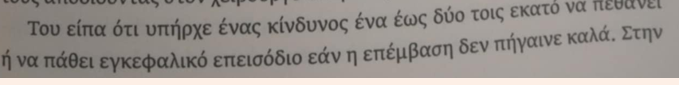 Του είπα ότι υπήρχε ένας κίνδυνος ένα έως δύο τοις εκατό να πεθάνει
ή να πάθει εγκεφαλικό επεισόδιο εάν η επέμβαση δεν πήγαινε καλά. Στην